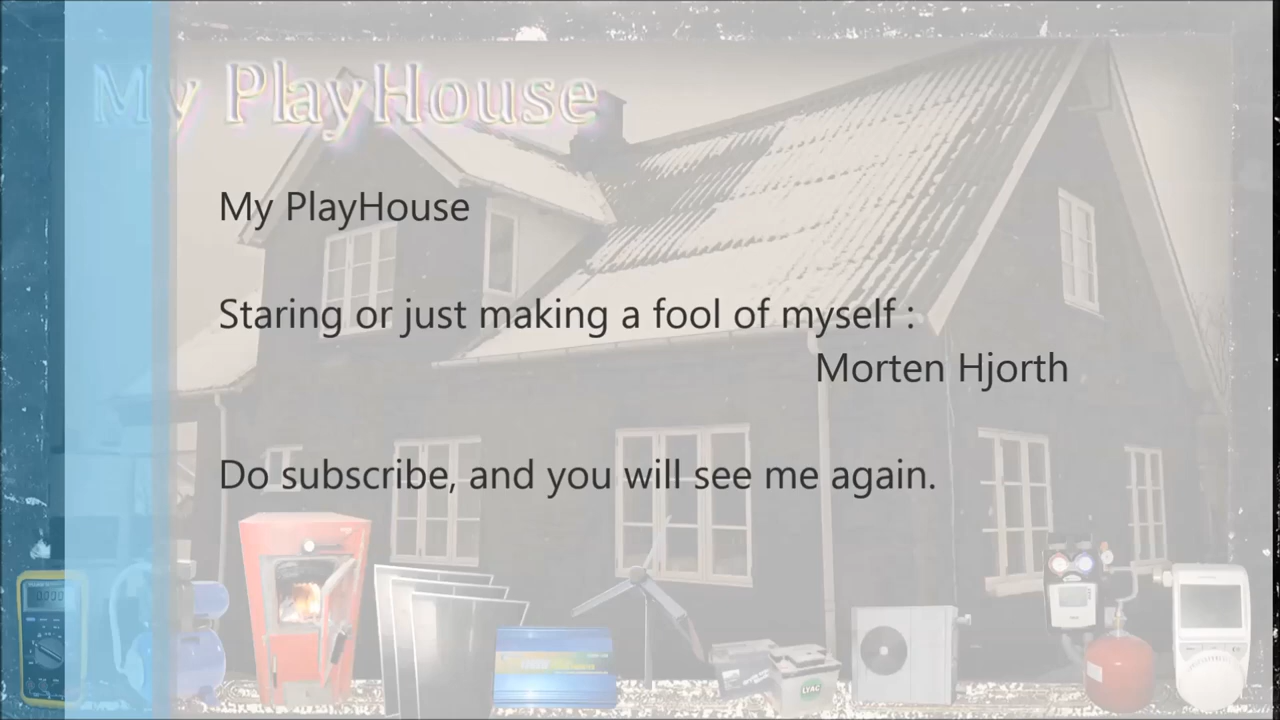 My PlayHouse
My PlayHouse
Staring or just making a fool of myself :
Morten Hjorth
Do subscribe, and you will see me again.
LYAC